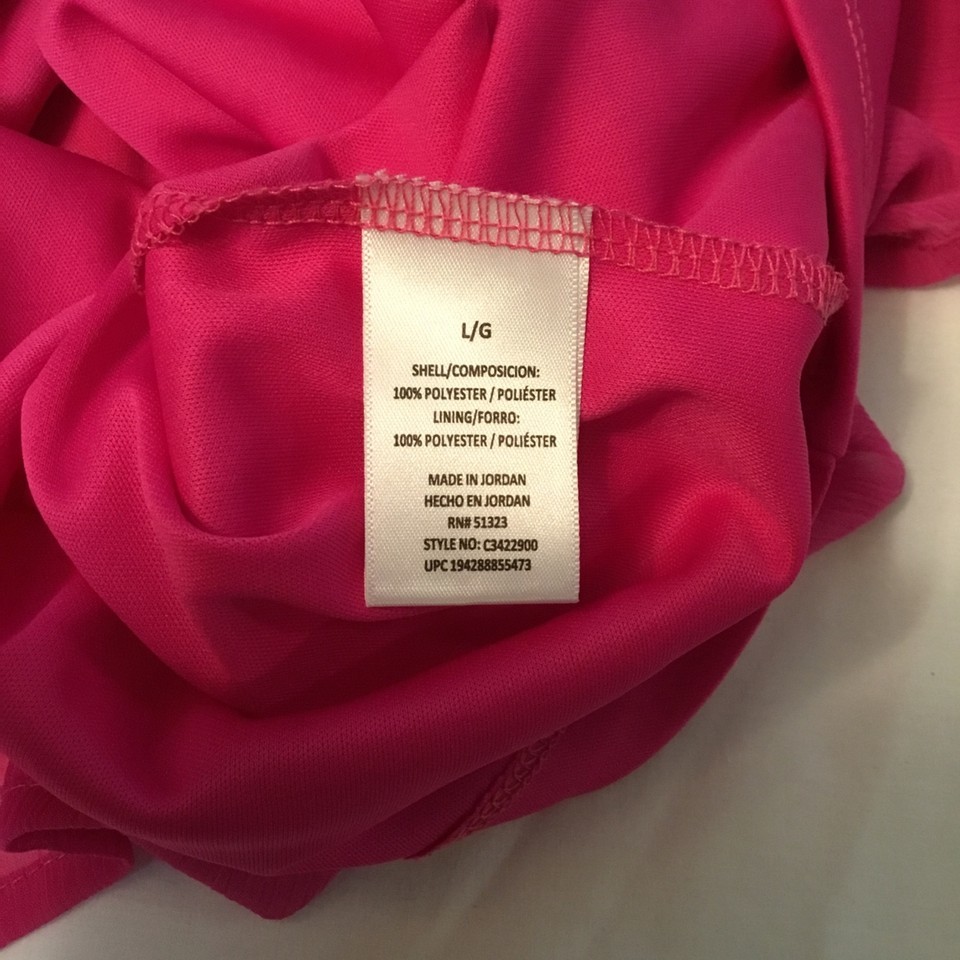 L/G
SHELL/COMPOSICION:
100% POLYESTER / POLIÉSTER
LINING/FORRO:
100% POLYESTER / POLIÉSTER
MADE IN JORDAN
HECHO EN JORDAN
RN# 51323
STYLE NO: C3422900
UPC 194288855473